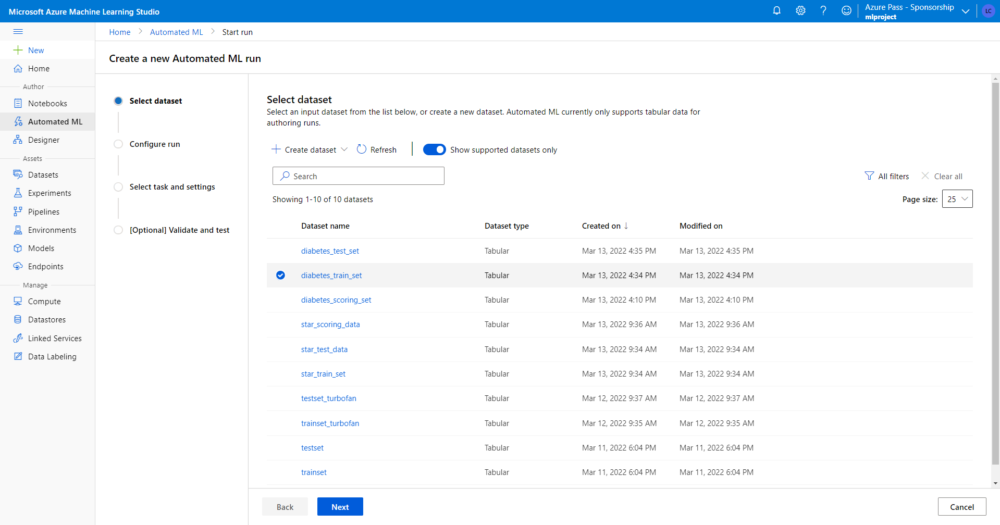 Microsoft Azure Machine Learning Studio
Azure Pass - Sponsorship
mlproject
LC
New
Home
Author
Notebooks
Automated ML
Designer
Assets
Datasets
Experiments
Pipelines
Environments
Models
Endpoints
Manage
Compute
Datastores
Linked Services
Data Labeling
Home > Automated ML > Start run
Create a new Automated ML run
Select dataset
Configure run
Select task and settings
[Optional] Validate and test
Select dataset
Select an input dataset from the list below, or create a new dataset. Automated ML currently only supports tabular data for
authoring runs.
Create dataset Refresh Show supported datasets only
Search All filters Clear all
Showing 1-10 of 10 datasets Page size: 25
Dataset name Dataset type Created on ↓ Modified on
diabetes_test_set Tabular Mar 13, 2022 4:35 PM Mar 13, 2022 4:35 PM
diabetes_train_set Tabular Mar 13, 2022 4:34 PM Mar 13, 2022 4:34 PM
diabetes_scoring_set Tabular Mar 13, 2022 4:10 PM Mar 13, 2022 4:10 PM
star_scoring_data Tabular Mar 13, 2022 9:36 AM Mar 13, 2022 9:36 AM
star_test_data Tabular Mar 13, 2022 9:34 AM Mar 13, 2022 9:34 AM
star_train_set Tabular Mar 13, 2022 9:34 AM Mar 13, 2022 9:34 AM
testset_turbofan Tabular Mar 12, 2022 9:37 AM Mar 12, 2022 9:37 AM
trainset_turbofan Tabular Mar 12, 2022 9:35 AM Mar 12, 2022 9:35 AM
testset Tabular Mar 11, 2022 6:04 PM Mar 11, 2022 6:04 PM
trainset Tabular Mar 11, 2022 6:04 PM Mar 11, 2022 6:04 PM
Back Next Cancel